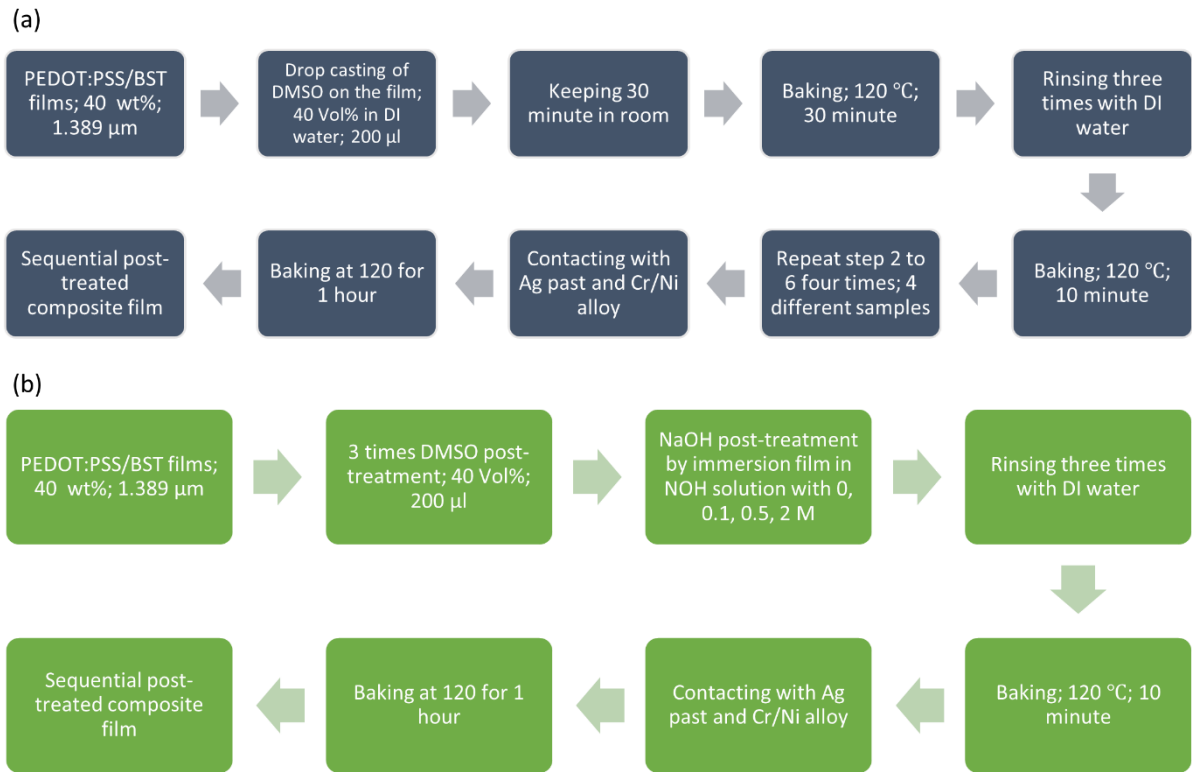 (a)
PEDOT:PSS/BST
films; 40  wt%;
1.389 µm
Drop casting of
DMSO on the film;
40 Vol% in DI
water; 200 µl
Keeping 30
minute in room
Baking; 120 ℃;
30 minute
Rinsing three
times with DI
water
Baking; 120 ℃;
10 minute
Repeat step 2 to
6 four times; 4
different samples
Contacting with
Ag past and Cr/Ni
alloy
Baking at 120 for
1 hour
Sequential post-
treated
composite film
(b)
PEDOT:PSS/BST films;
40  wt%; 1.389 µm
3 times DMSO post-
treatment; 40 Vol%;
200 µl
NaOH post-treatment
by immersion film in
NOH solution with 0,
0.1, 0.5, 2 M
Rinsing three times
with DI water
Baking; 120 ℃; 10
minute
Contacting with Ag
past and Cr/Ni alloy
Baking at 120 for 1
hour
Sequential post-
treated composite
film